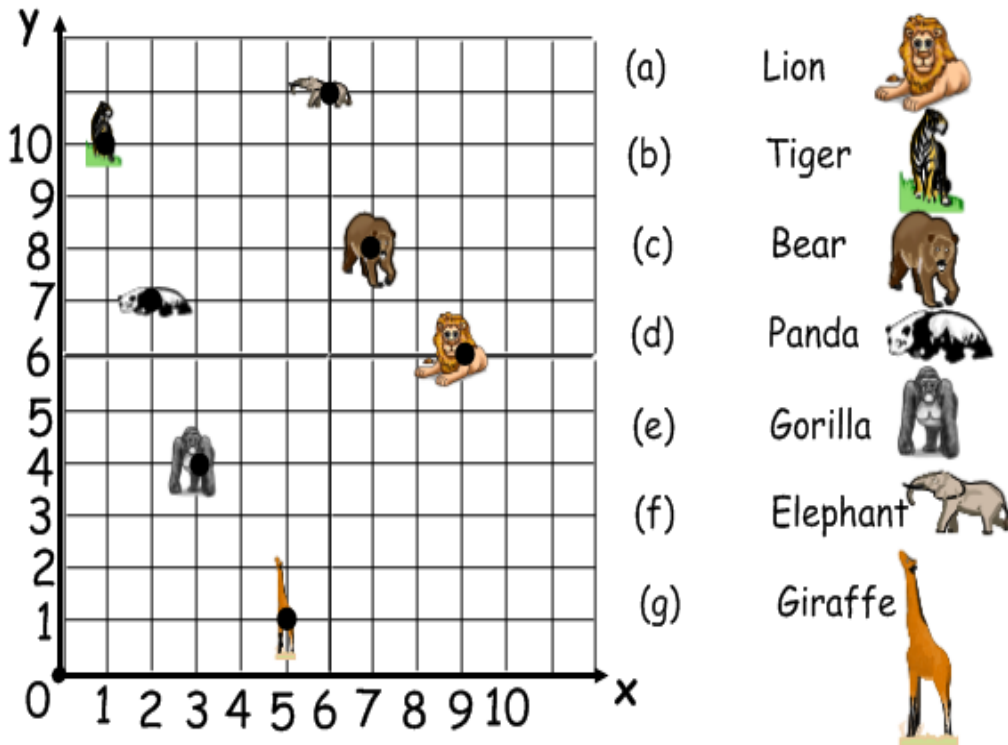 y
10
9
8
7
6
5
4
3
2
1
0
1 2 3 4 5 6 7 8 9 10
x
(a) Lion
(b) Tiger
(c) Bear
(d) Panda
(e) Gorilla
(f) Elephant
(g) Giraffe